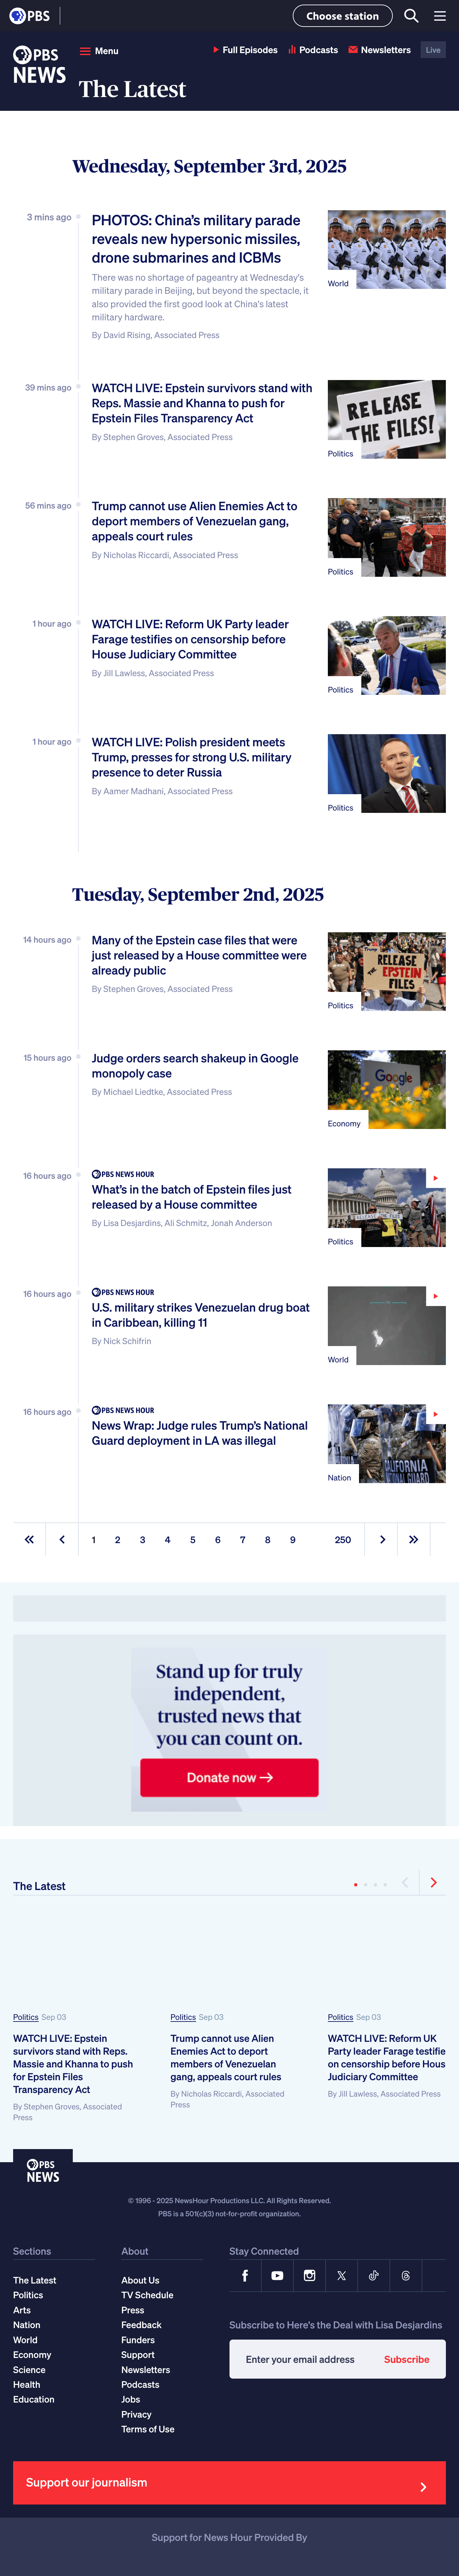 PBS
Choose station
PBS
NEWS
Menu
Full Episodes
Podcasts
Newsletters
Live
The Latest
Wednesday, September 3rd, 2025
3 mins ago
PHOTOS: China’s military parade
reveals new hypersonic missiles,
drone submarines and ICBMs
There was no shortage of pageantry at Wednesday's
military parade in Beijing, but beyond the spectacle, it
also provided the first good look at China's latest
military hardware.
By David Rising, Associated Press
World
39 mins ago
WATCH LIVE: Epstein survivors stand with
Reps. Massie and Khanna to push for
Epstein Files Transparency Act
By Stephen Groves, Associated Press
RELEASE
THE FILES!
Politics
56 mins ago
Trump cannot use Alien Enemies Act to
deport members of Venezuelan gang,
appeals court rules
By Nicholas Riccardi, Associated Press
Politics
1 hour ago
WATCH LIVE: Reform UK Party leader
Farage testifies on censorship before
House Judiciary Committee
By Jill Lawless, Associated Press
Politics
1 hour ago
WATCH LIVE: Polish president meets
Trump, presses for strong U.S. military
presence to deter Russia
By Aamer Madhani, Associated Press
Politics
Tuesday, September 2nd, 2025
14 hours ago
Many of the Epstein case files that were
just released by a House committee were
already public
By Stephen Groves, Associated Press
Trump
RELEASE
THE EPSTEIN
FILES
Politics
15 hours ago
Judge orders search shakeup in Google
monopoly case
By Michael Liedtke, Associated Press
Google
Economy
16 hours ago
PBS NEWS HOUR
What’s in the batch of Epstein files just
released by a House committee
By Lisa Desjardins, Ali Schmitz, Jonah Anderson
RELEASE THE FILES
Politics
16 hours ago
PBS NEWS HOUR
U.S. military strikes Venezuelan drug boat
in Caribbean, killing 11
By Nick Schifrin
World
16 hours ago
PBS NEWS HOUR
News Wrap: Judge rules Trump’s National
Guard deployment in LA was illegal
CALIFORNIA
NATIONAL GUARD
Nation
1 2 3 4 5 6 7 8 9 250
Stand up for truly
independent,
trusted news that
you can count on.
Donate now
The Latest
Politics Sep 03
WATCH LIVE: Epstein
survivors stand with Reps.
Massie and Khanna to push
for Epstein Files
Transparency Act
By Stephen Groves, Associated
Press
Politics Sep 03
Trump cannot use Alien
Enemies Act to deport
members of Venezuelan
gang, appeals court rules
By Nicholas Riccardi, Associated
Press
Politics Sep 03
WATCH LIVE: Reform UK
Party leader Farage testifie
on censorship before Hous
Judiciary Committee
By Jill Lawless, Associated Press
PBS
NEWS
© 1996 - 2025 NewsHour Productions LLC. All Rights Reserved.
PBS is a 501(c)(3) not-for-profit organization.
Sections
The Latest
Politics
Arts
Nation
World
Economy
Science
Health
Education
About
About Us
TV Schedule
Press
Feedback
Funders
Support
Newsletters
Podcasts
Jobs
Privacy
Terms of Use
Stay Connected
Subscribe to Here's the Deal with Lisa Desjardins
Enter your email address
Subscribe
Support our journalism
Support for News Hour Provided By